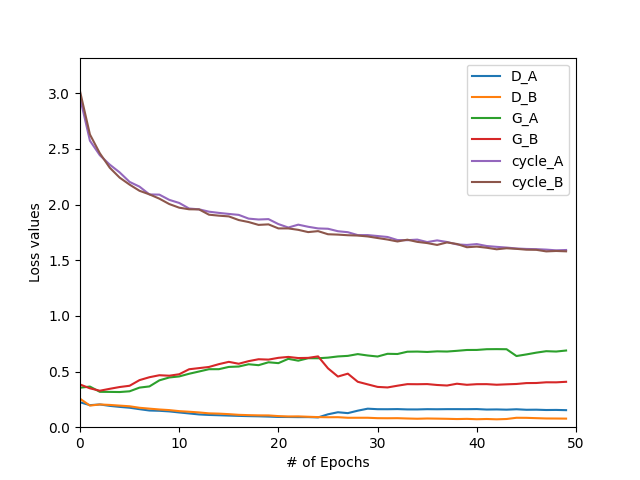 3.0
2.5
2.0
1.5
1.0
0.5
0.0
Loss values
0 10 20 30 40 50
# of Epochs
D_A
D_B
G_A
G_B
cycle_A
cycle_B